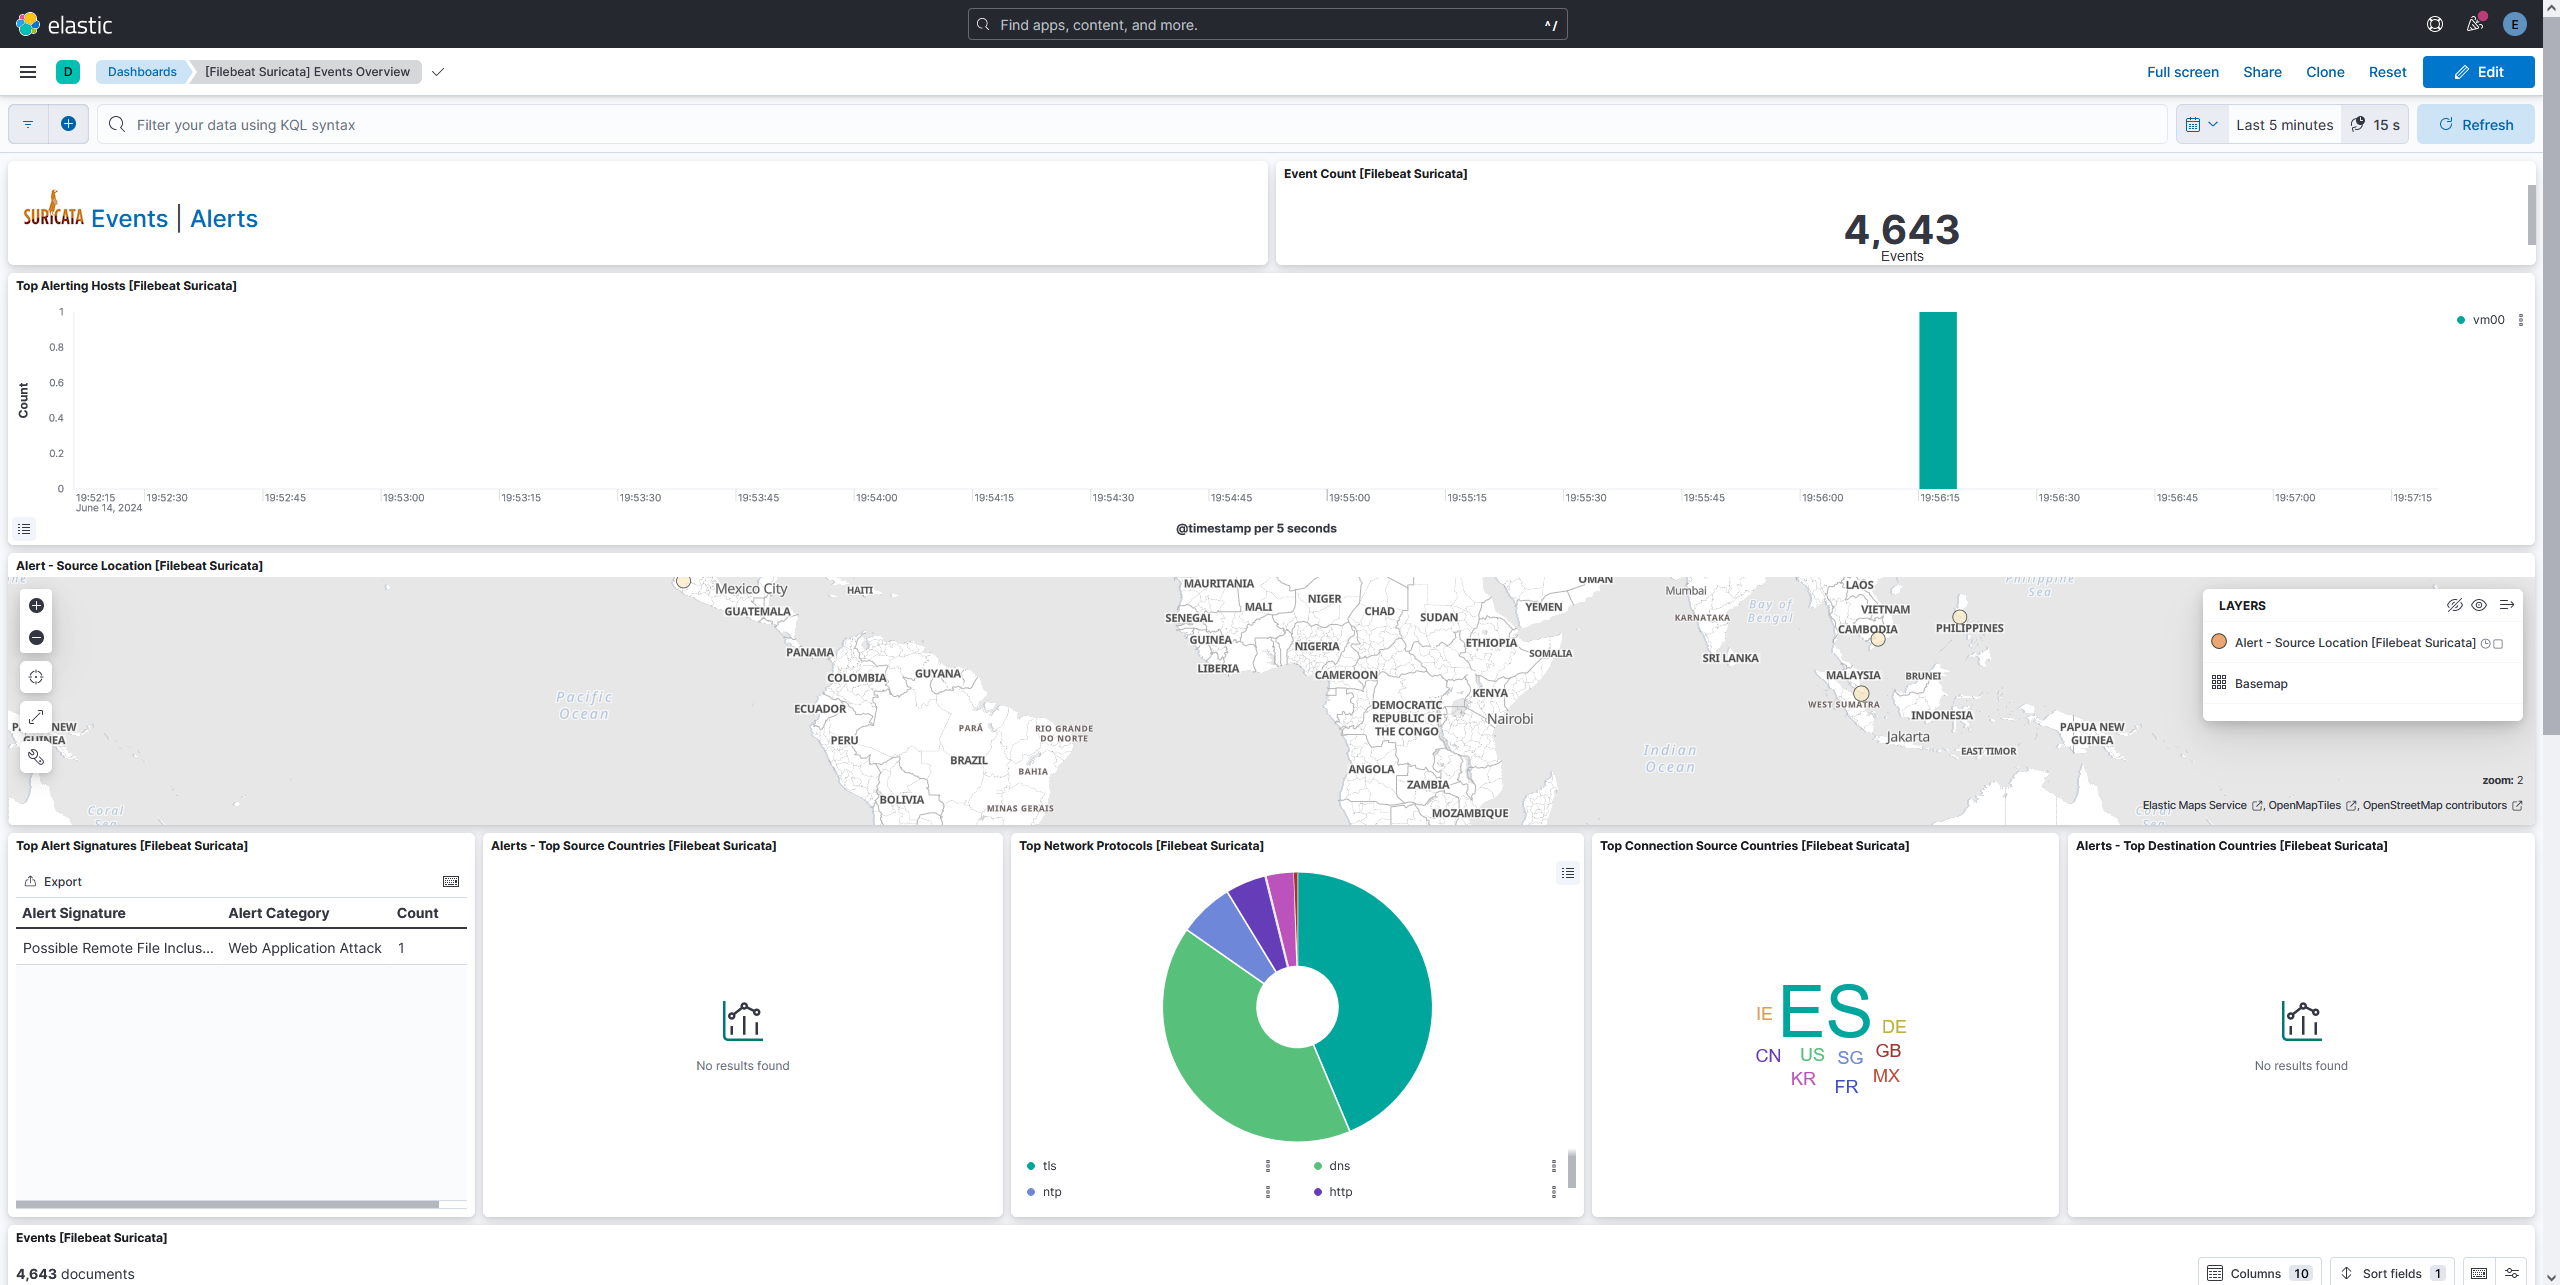 elastic
Find apps, content, and more.
^/
E
D
Dashboards
[Filebeat Suricata] Events Overview
Full screen
Share
Clone
Reset
Edit
Filter your data using KQL syntax
Last 5 minutes
15 s
Refresh
SURICATA
Events | Alerts
Event Count [Filebeat Suricata]
4,643
Events
Top Alerting Hosts [Filebeat Suricata]
1
0.8
0.6
0.4
0.2
0
Count
vm00
19:52:15
19:52:30
19:52:45
19:53:00
19:53:15
19:53:30
19:53:45
19:54:00
19:54:15
19:54:30
19:54:45
19:55:00
19:55:15
19:55:30
19:55:45
19:56:00
19:56:15
19:56:30
19:56:45
19:57:00
19:57:15
June 14, 2024
@timestamp per 5 seconds
Alert - Source Location [Filebeat Suricata]
Mexico City
HAITI
GUATEMALA
PANAMA
GUYANA
COLOMBIA
Pacific
Ocean
ECUADOR
PARÁ
RIO GRANDE
DO NORTE
PERU
BRAZIL
BAHIA
BOLIVIA
MINAS GERAIS
NEW
GUINEA
Coral
Sea
MAURITANIA
NIGER
MALI
CHAD
SUDAN
SENEGAL
GUINEA
LIBERIA
NIGERIA
CAMEROON
ETHIOPIA
SOMALIA
YEMEN
OMAN
KENYA
DEMOCRATIC
REPUBLIC OF
THE CONGO
Nairobi
ANGOLA
ZAMBIA
MOZAMBIQUE
Mumbai
KARNATAKA
Bay of
Bengal
SRI LANKA
Indian
Ocean
LAOS
VIETNAM
CAMBODIA
PHILIPPINES
Philippine
Sea
MALAYSIA
BRUNEI
WEST SUMATRA
INDONESIA
Jakarta
EAST TIMOR
PAPUA NEW
GUINEA
Coral
Sea
LAYERS
Alert - Source Location [Filebeat Suricata]
Basemap
zoom: 2
Elastic Maps Service , OpenMapTiles , OpenStreetMap contributors
Top Alert Signatures [Filebeat Suricata]
Export
Alert Signature
Alert Category
Count
Possible Remote File Inclus...
Web Application Attack
1
Alerts - Top Source Countries [Filebeat Suricata]
No results found
Top Network Protocols [Filebeat Suricata]
tls
dns
ntp
http
Top Connection Source Countries [Filebeat Suricata]
IE
ES
DE
CN
US
SG
GB
KR
FR
MX
Alerts - Top Destination Countries [Filebeat Suricata]
No results found
Events [Filebeat Suricata]
4,643 documents
Columns 10
Sort fields 1